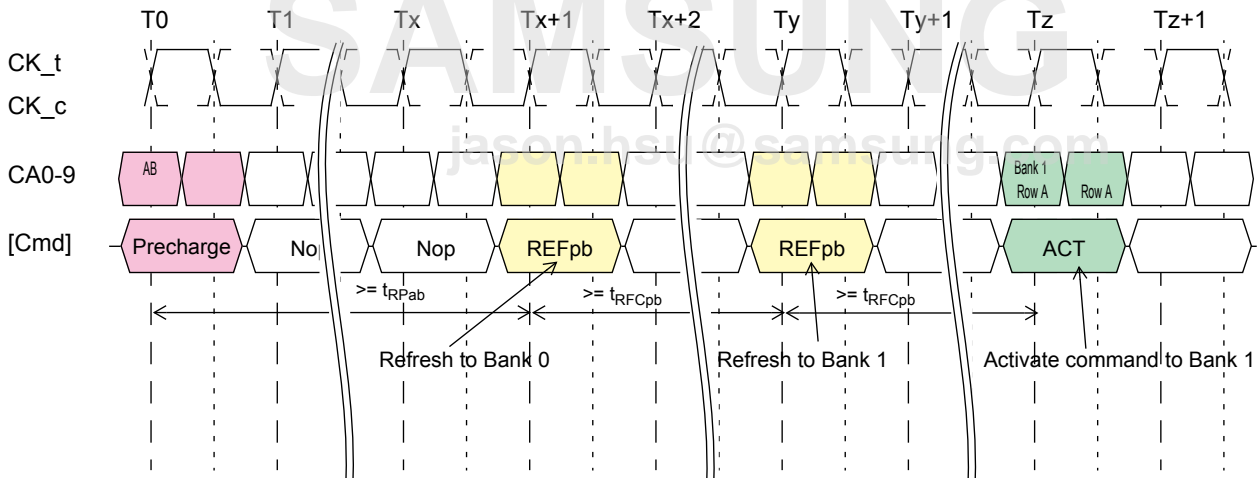 SAMSUNG
jason.hsu@samsung.com
T0 T1 Tx Tx+1 Tx+2 Ty Ty+1 Tz Tz+1
CK_t
CK_c
CA0-9
AB
Bank 1
Row A Row A
[Cmd] Precharge Nop Nop REFpb REFpb ACT
>= tRPab >= tRFCpb >= tRFCpb
Refresh to Bank 0 Refresh to Bank 1 Activate command to Bank 1